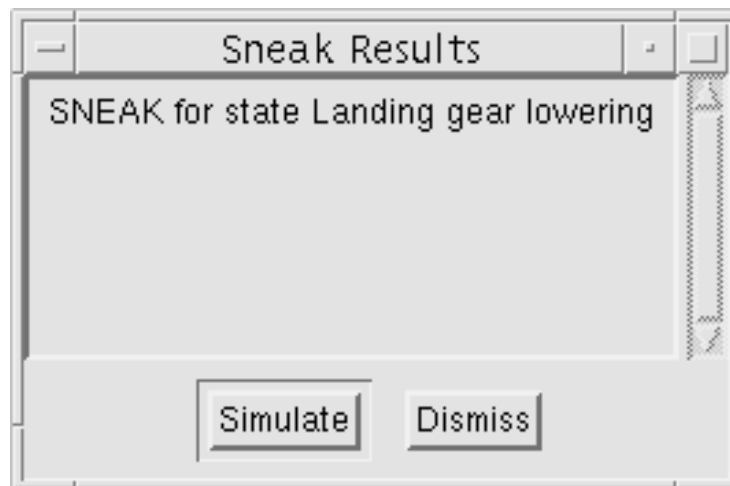 Sneak Results
SNEAK for state Landing gear lowering
Simulate
Dismiss